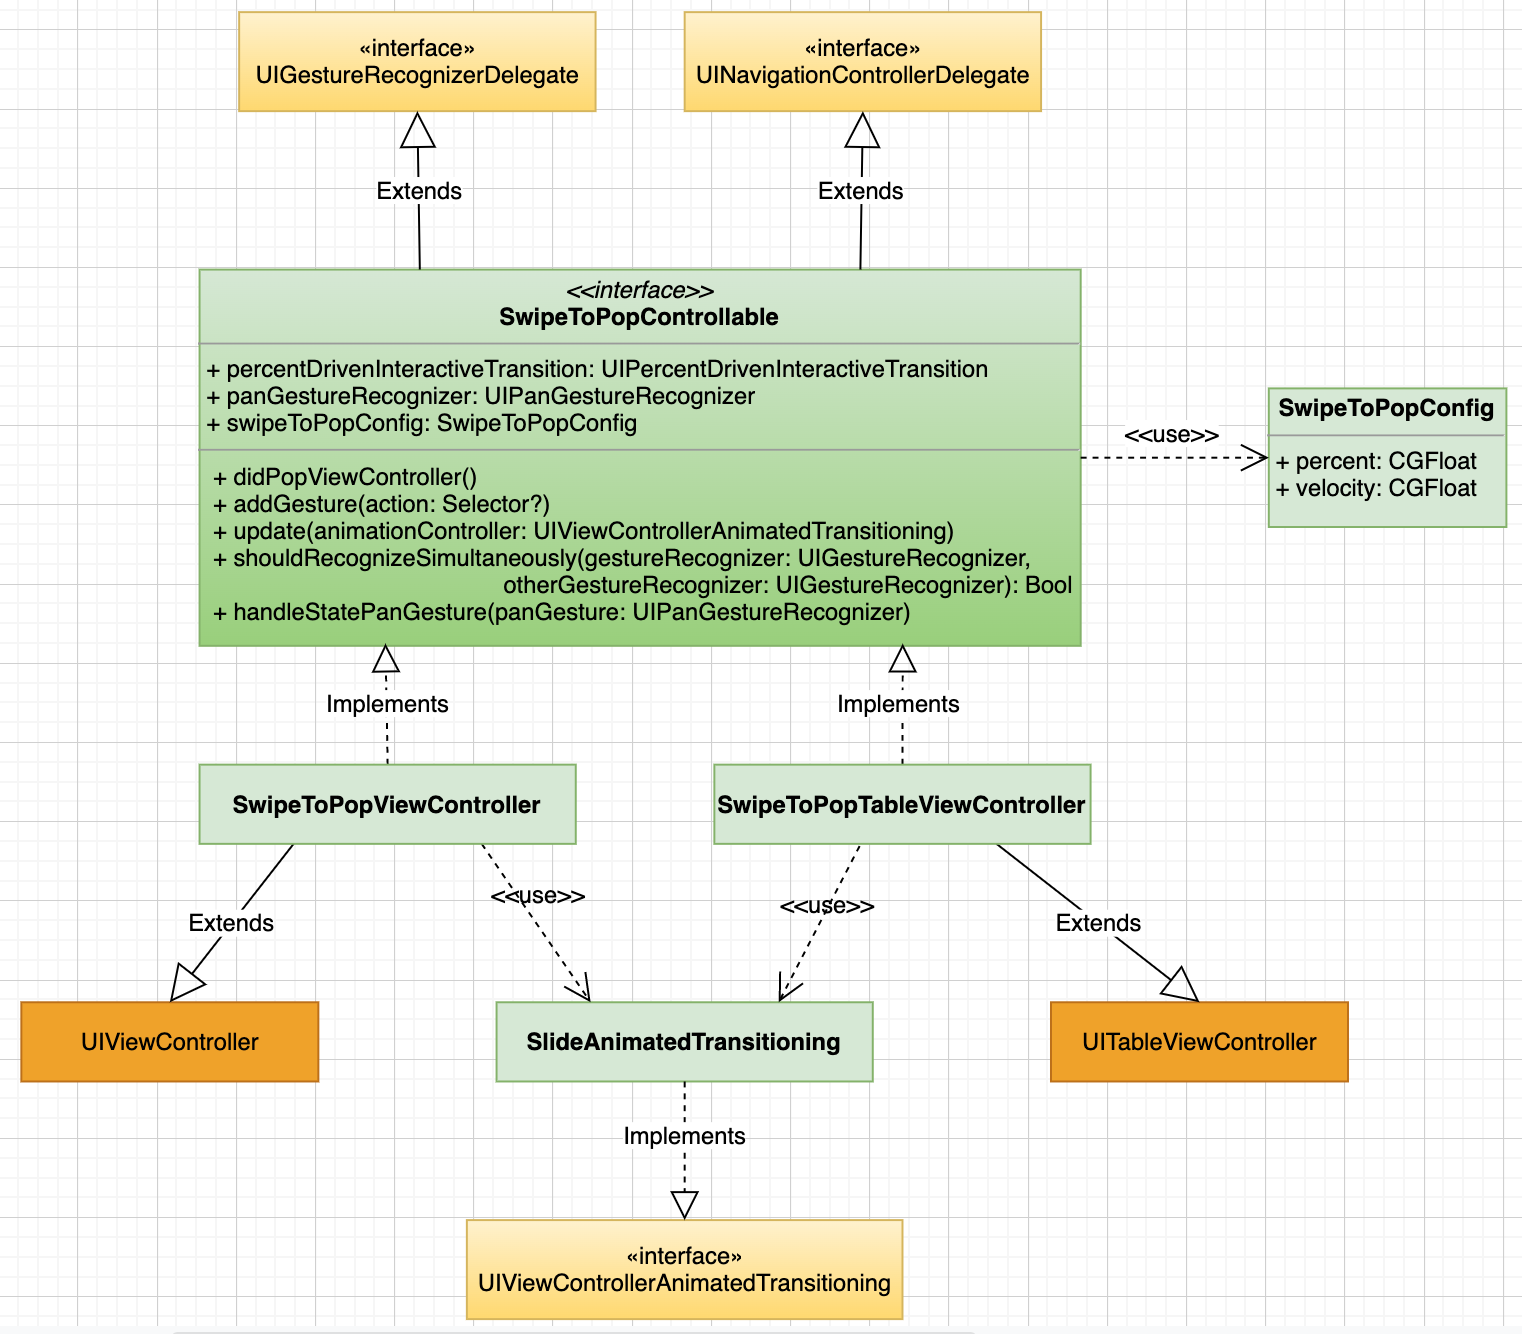 «interface»
UIGestureRecognizerDelegate
«interface»
UINavigationControllerDelegate
Extends
Extends
<<interface>>
SwipeToPopControllable
+ percentDrivenInteractiveTransition: UIPercentDrivenInteractiveTransition
+ panGestureRecognizer: UIPanGestureRecognizer
+ swipeToPopConfig: SwipeToPopConfig
+ didPopViewController()
+ addGesture(action: Selector?)
+ update(animationController: UIViewControllerAnimatedTransitioning)
+ shouldRecognizeSimultaneously(gestureRecognizer: UIGestureRecognizer,
otherGestureRecognizer: UIGestureRecognizer): Bool
+ handleStatePanGesture(panGesture: UIPanGestureRecognizer)
<<use>>
SwipeToPopConfig
+ percent: CGFloat
+ velocity: CGFloat
Implements
Implements
SwipeToPopViewController
SwipeToPopTableViewController
Extends
<<use>>
<<use>>
Extends
UIViewController
SlideAnimatedTransitioning
UITableViewController
Implements
«interface»
UIViewControllerAnimatedTransitioning